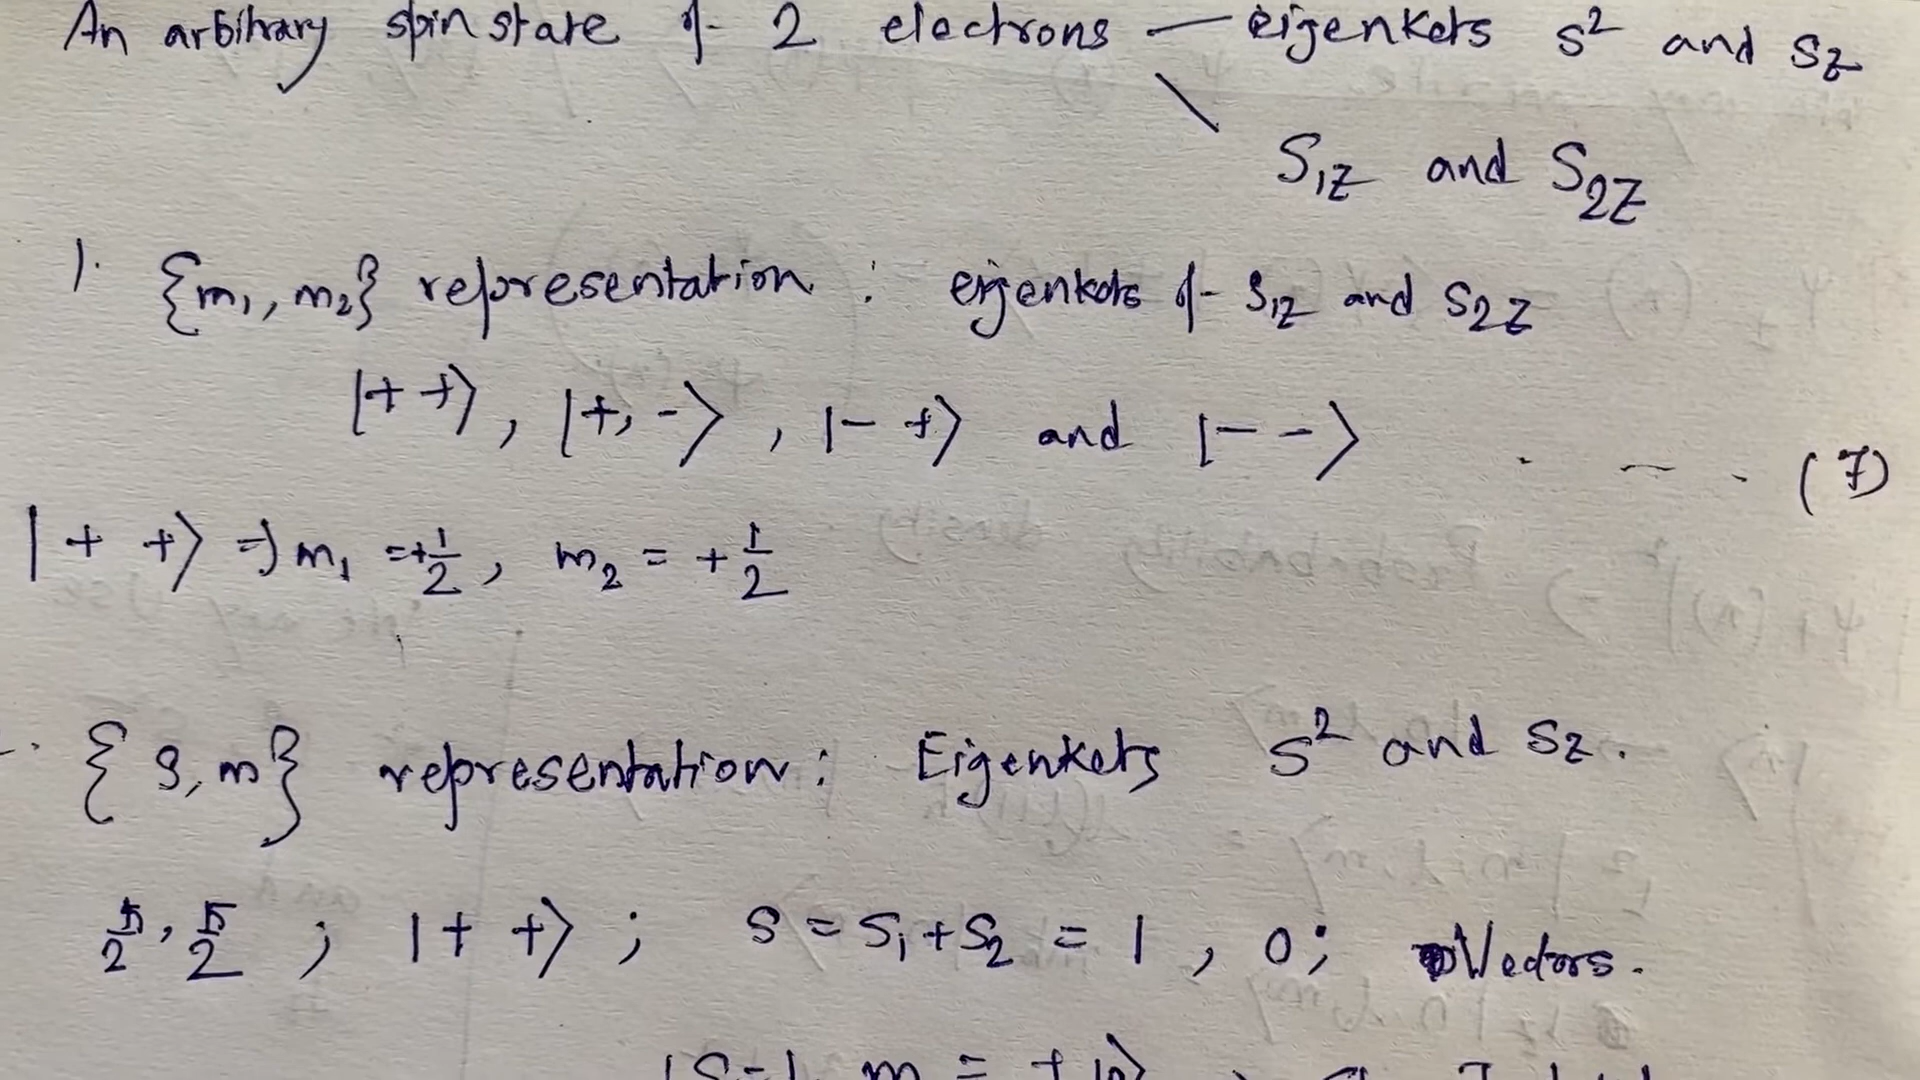 An arbitrary spin state of 2 electrons — eigenkets S² and Sz
S₁z and S₂z
1. {m₁, m₂} representation : eigenkets of S₁z and S₂z
|+ +⟩, |+, -⟩, |- +⟩ and |- -⟩ . - - (7)
|+ +⟩ ⇒ m₁ = +1/2, m₂ = +1/2
{s, m} representation : Eigenkets S² and Sz.
ħ/2, ħ/2 ; |+ +⟩ ; S = S₁ + S₂ = 1, 0; Vectors.